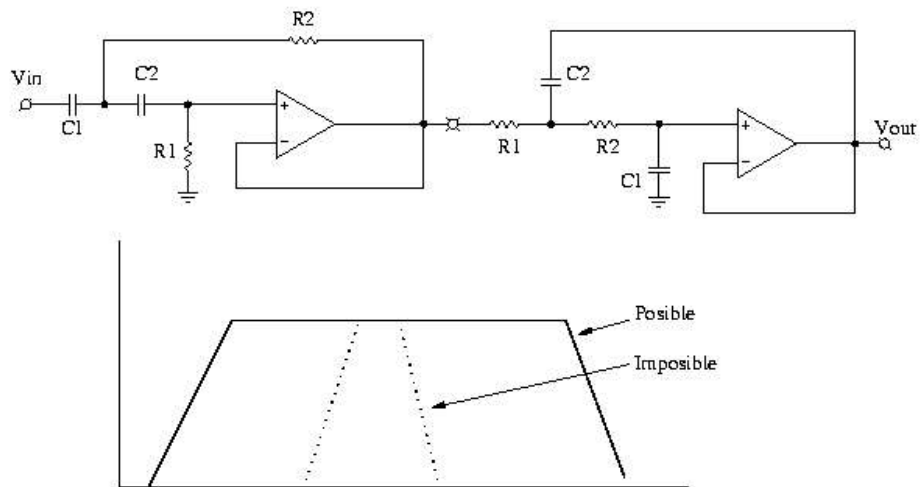 R2
Vin
C2
C1
R1
+
−
R1
C2
R2
C1
+
−
Vout
Posible
Imposible